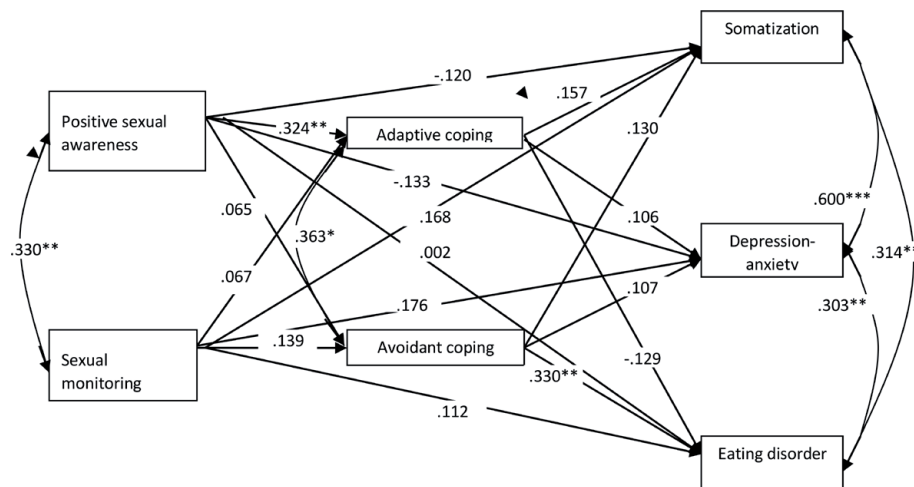 Somatization
-.120
.157
Positive sexual
awareness
.324**
Adaptive coping
.130
-.133
.065
.168
.106
.600***
.363*
.330**
.002
Depression-
anxietv
.314**
.067
.107
.303**
.176
.139
Sexual
monitoring
Avoidant coping
-.129
.330**
.112
Eating disorder